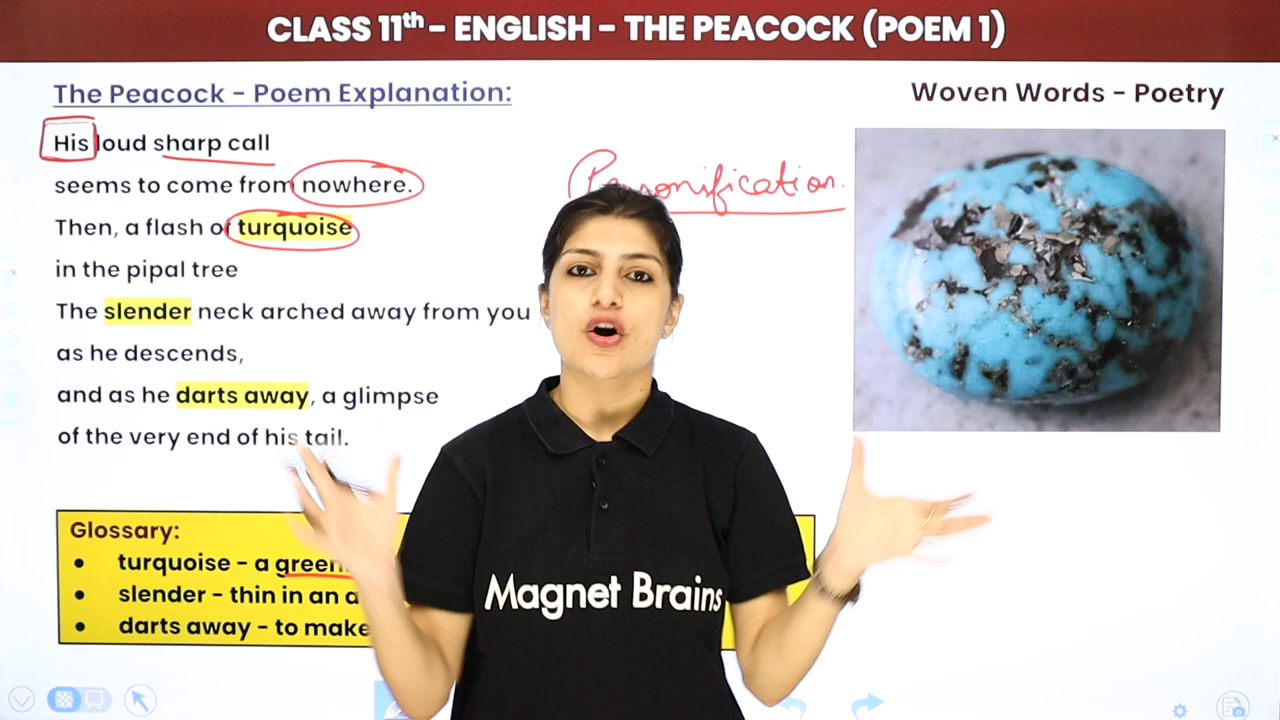 CLASS 11th - ENGLISH - THE PEACOCK (POEM 1)
The Peacock - Poem Explanation:
Woven Words - Poetry
His loud sharp call
seems to come from nowhere.
Personification.
Then, a flash of turquoise
in the pipal tree
The slender neck arched away from you
as he descends,
and as he darts away, a glimpse
of the very end of his tail.
Glossary:
• turquoise - a green
• slender - thin in an
• darts away - to make
Magnet Brains